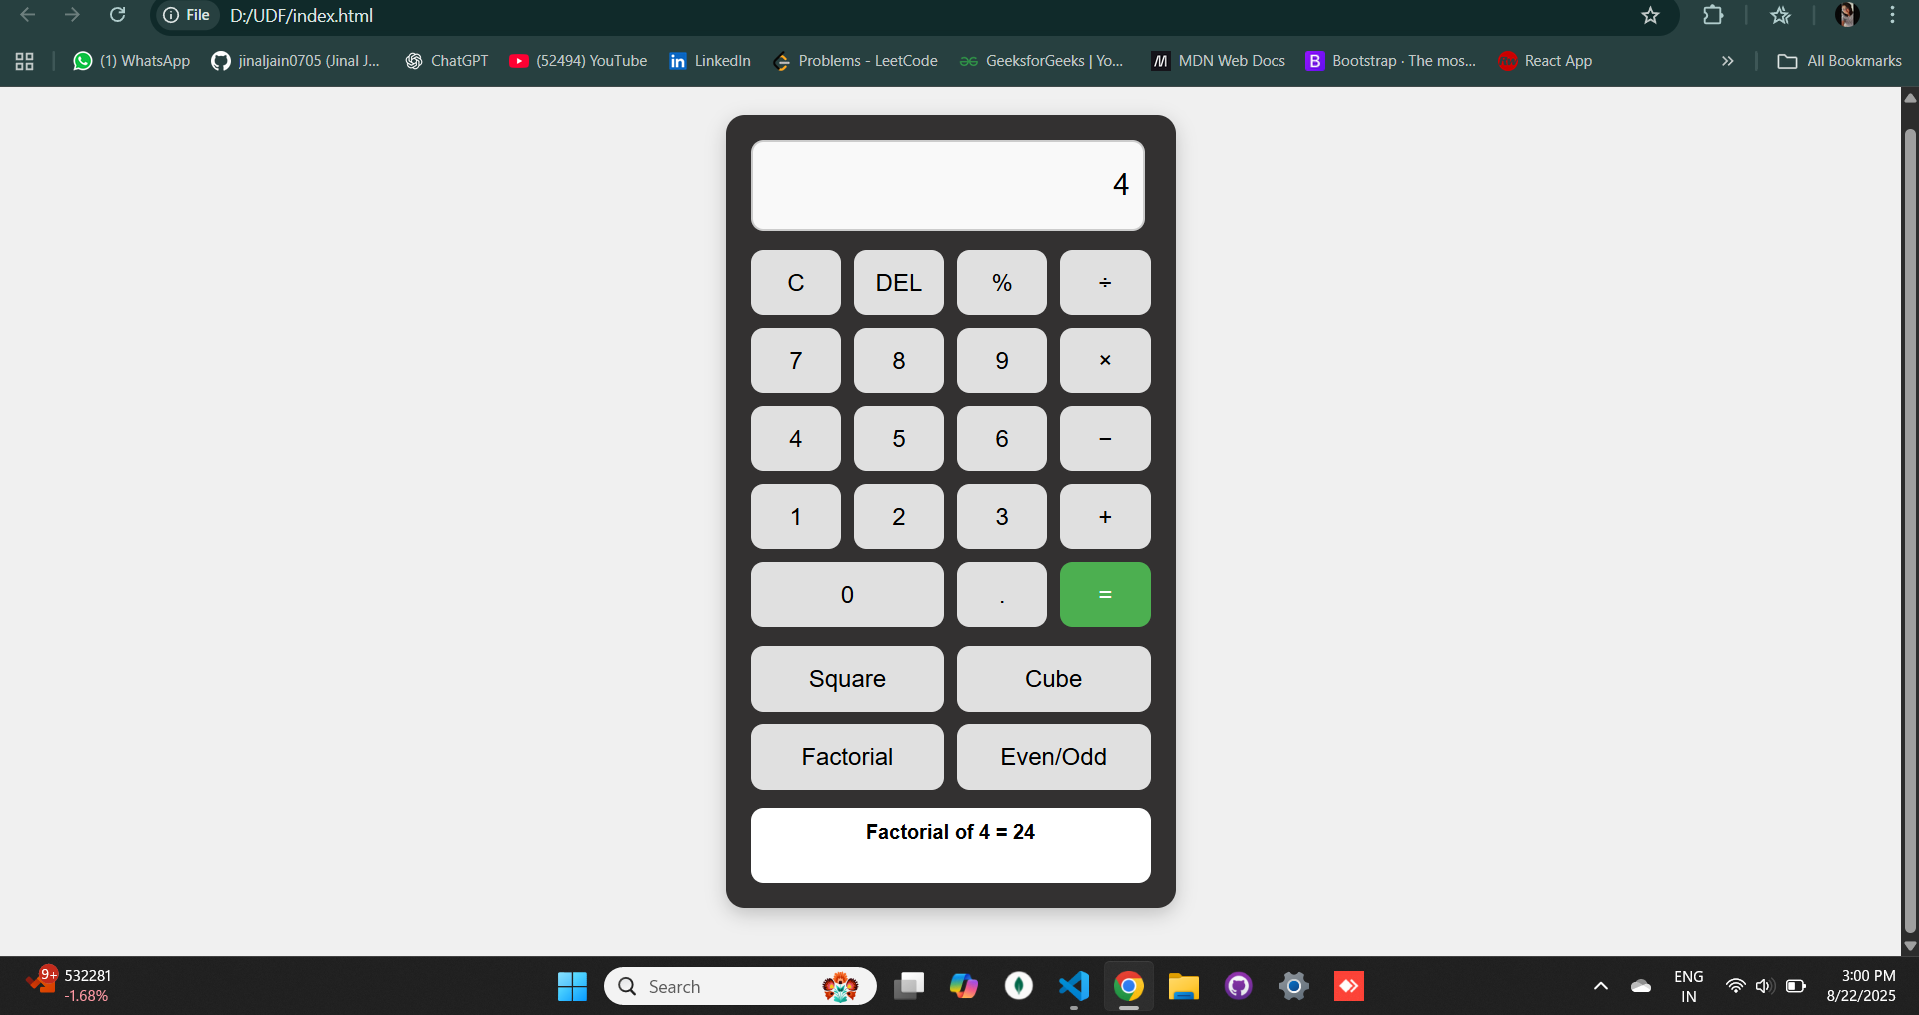 File D:/UDF/index.html
(1) WhatsApp jinaljain0705 (Jinal J... ChatGPT (52494) YouTube LinkedIn Problems - LeetCode GeeksforGeeks | Yo... MDN Web Docs Bootstrap · The mos... React App » All Bookmarks
4
C DEL % ÷
7 8 9 ×
4 5 6 −
1 2 3 +
0 . =
Square Cube
Factorial Even/Odd
Factorial of 4 = 24
9+ 532281
-1.68%
Search
ENG
IN
3:00 PM
8/22/2025